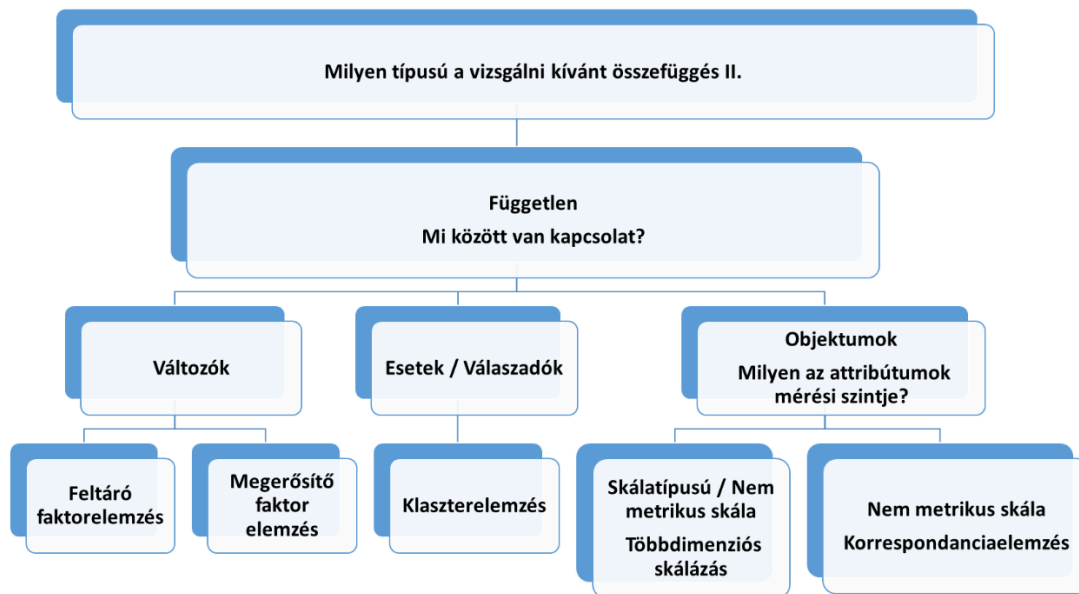 Milyen típusú a vizsgálni kívánt összefüggés II.
Független
Mi között van kapcsolat?
Változók
Esetek / Válaszadók
Objektumok
Milyen az attribútumok
mérési szintje?
Feltáró
faktorelemzés
Megerősítő
faktor
elemzés
Klaszterelemzés
Skálatípusú / Nem
metrikus skála
Többdimenziós
skálázás
Nem metrikus skála
Korrespondanciaelemzés